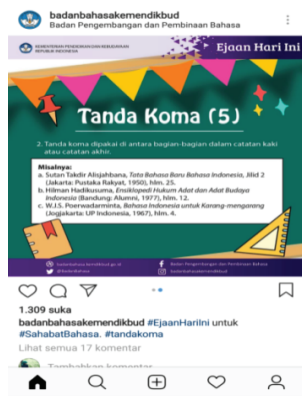 badanbahasakemendikbud
Badan Pengembangan dan Pembinaan Bahasa
KEMENTERIAN PENDIDIKAN DAN KEBUDAYAAN
REPUBLIK INDONESIA
Ejaan Hari Ini
Tanda Koma (5)
2. Tanda koma dipakai di antara bagian-bagian dalam catatan kaki
atau catatan akhir.
Misalnya:
a. Sutan Takdir Alisjahbana, Tata Bahasa Baru Bahasa Indonesia, Jilid 2
(Jakarta: Pustaka Rakyat, 1950), hlm. 25.
b. Hilman Hadikusuma, Ensiklopedi Hukum Adat dan Adat Budaya
Indonesia (Bandung: Alumni, 1977), hlm. 12.
c. W.J.S. Poerwadarminta, Bahasa Indonesia untuk Karang-mengarang
(Jogjakarta: UP Indonesia, 1967), hlm. 4.
badanbahasa.kemdikbud.go.id
Badan Pengembangan dan Pembinaan Bahasa
@BadanBahasa
badanbahasakemendikbud
1.309 suka
badanbahasakemendikbud #EjaanHariIni untuk
#SahabatBahasa. #tandakoma
Lihat semua 17 komentar
Tambahkan komentar